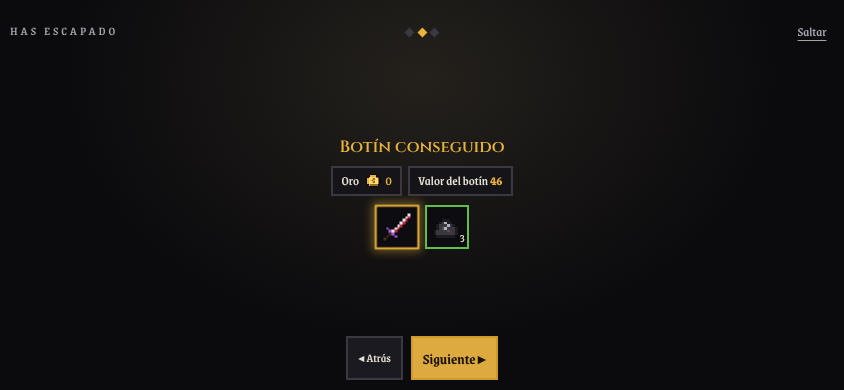 HAS ESCAPADO
Saltar
Botín conseguido
Oro 0
Valor del botín 46
3
◂ Atrás
Siguiente ▸